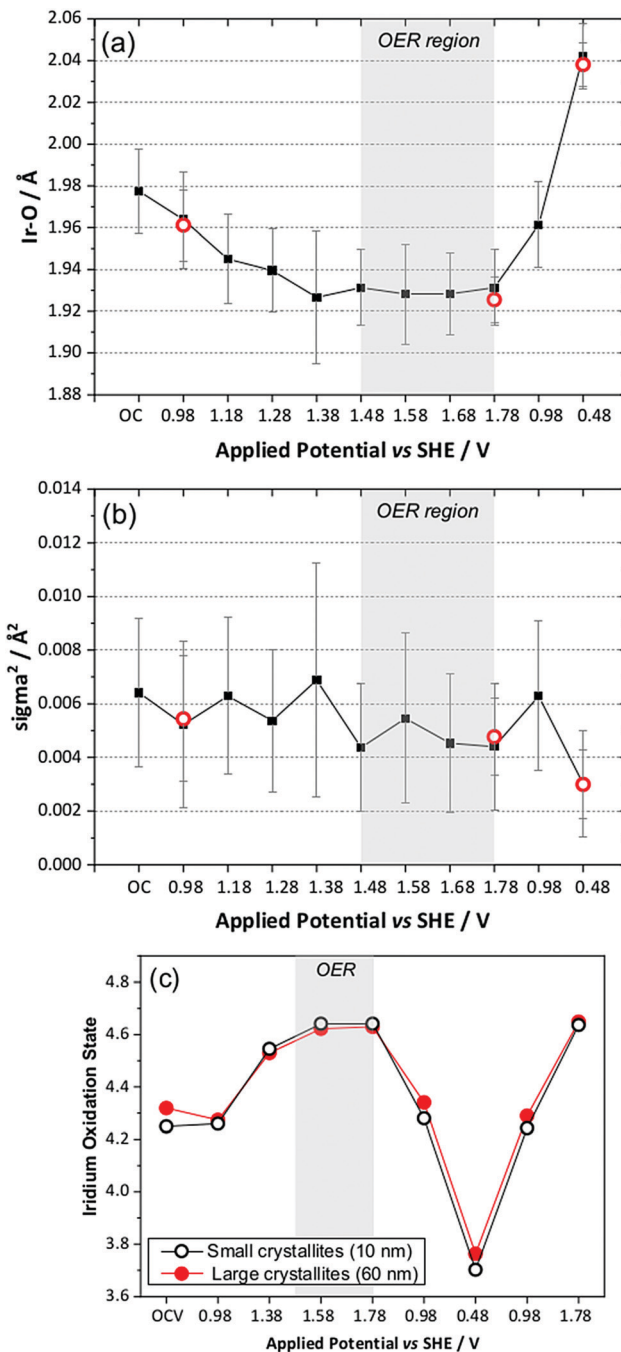 (a)
OER region
2.06
2.04
2.02
2.00
1.98
1.96
1.94
1.92
1.90
1.88
Ir-O / Å
OC 0.98 1.18 1.28 1.38 1.48 1.58 1.68 1.78 0.98 0.48
Applied Potential vs SHE / V
(b)
OER region
0.014
0.012
0.010
0.008
0.006
0.004
0.002
0.000
sigma² / Å²
OC 0.98 1.18 1.28 1.38 1.48 1.58 1.68 1.78 0.98 0.48
Applied Potential vs SHE / V
(c)
OER
4.8
4.6
4.4
4.2
4.0
3.8
3.6
Iridium Oxidation State
Small crystallites (10 nm)
Large crystallites (60 nm)
OCV 0.98 1.38 1.58 1.78 0.98 0.48 0.98 1.78
Applied Potential vs SHE / V